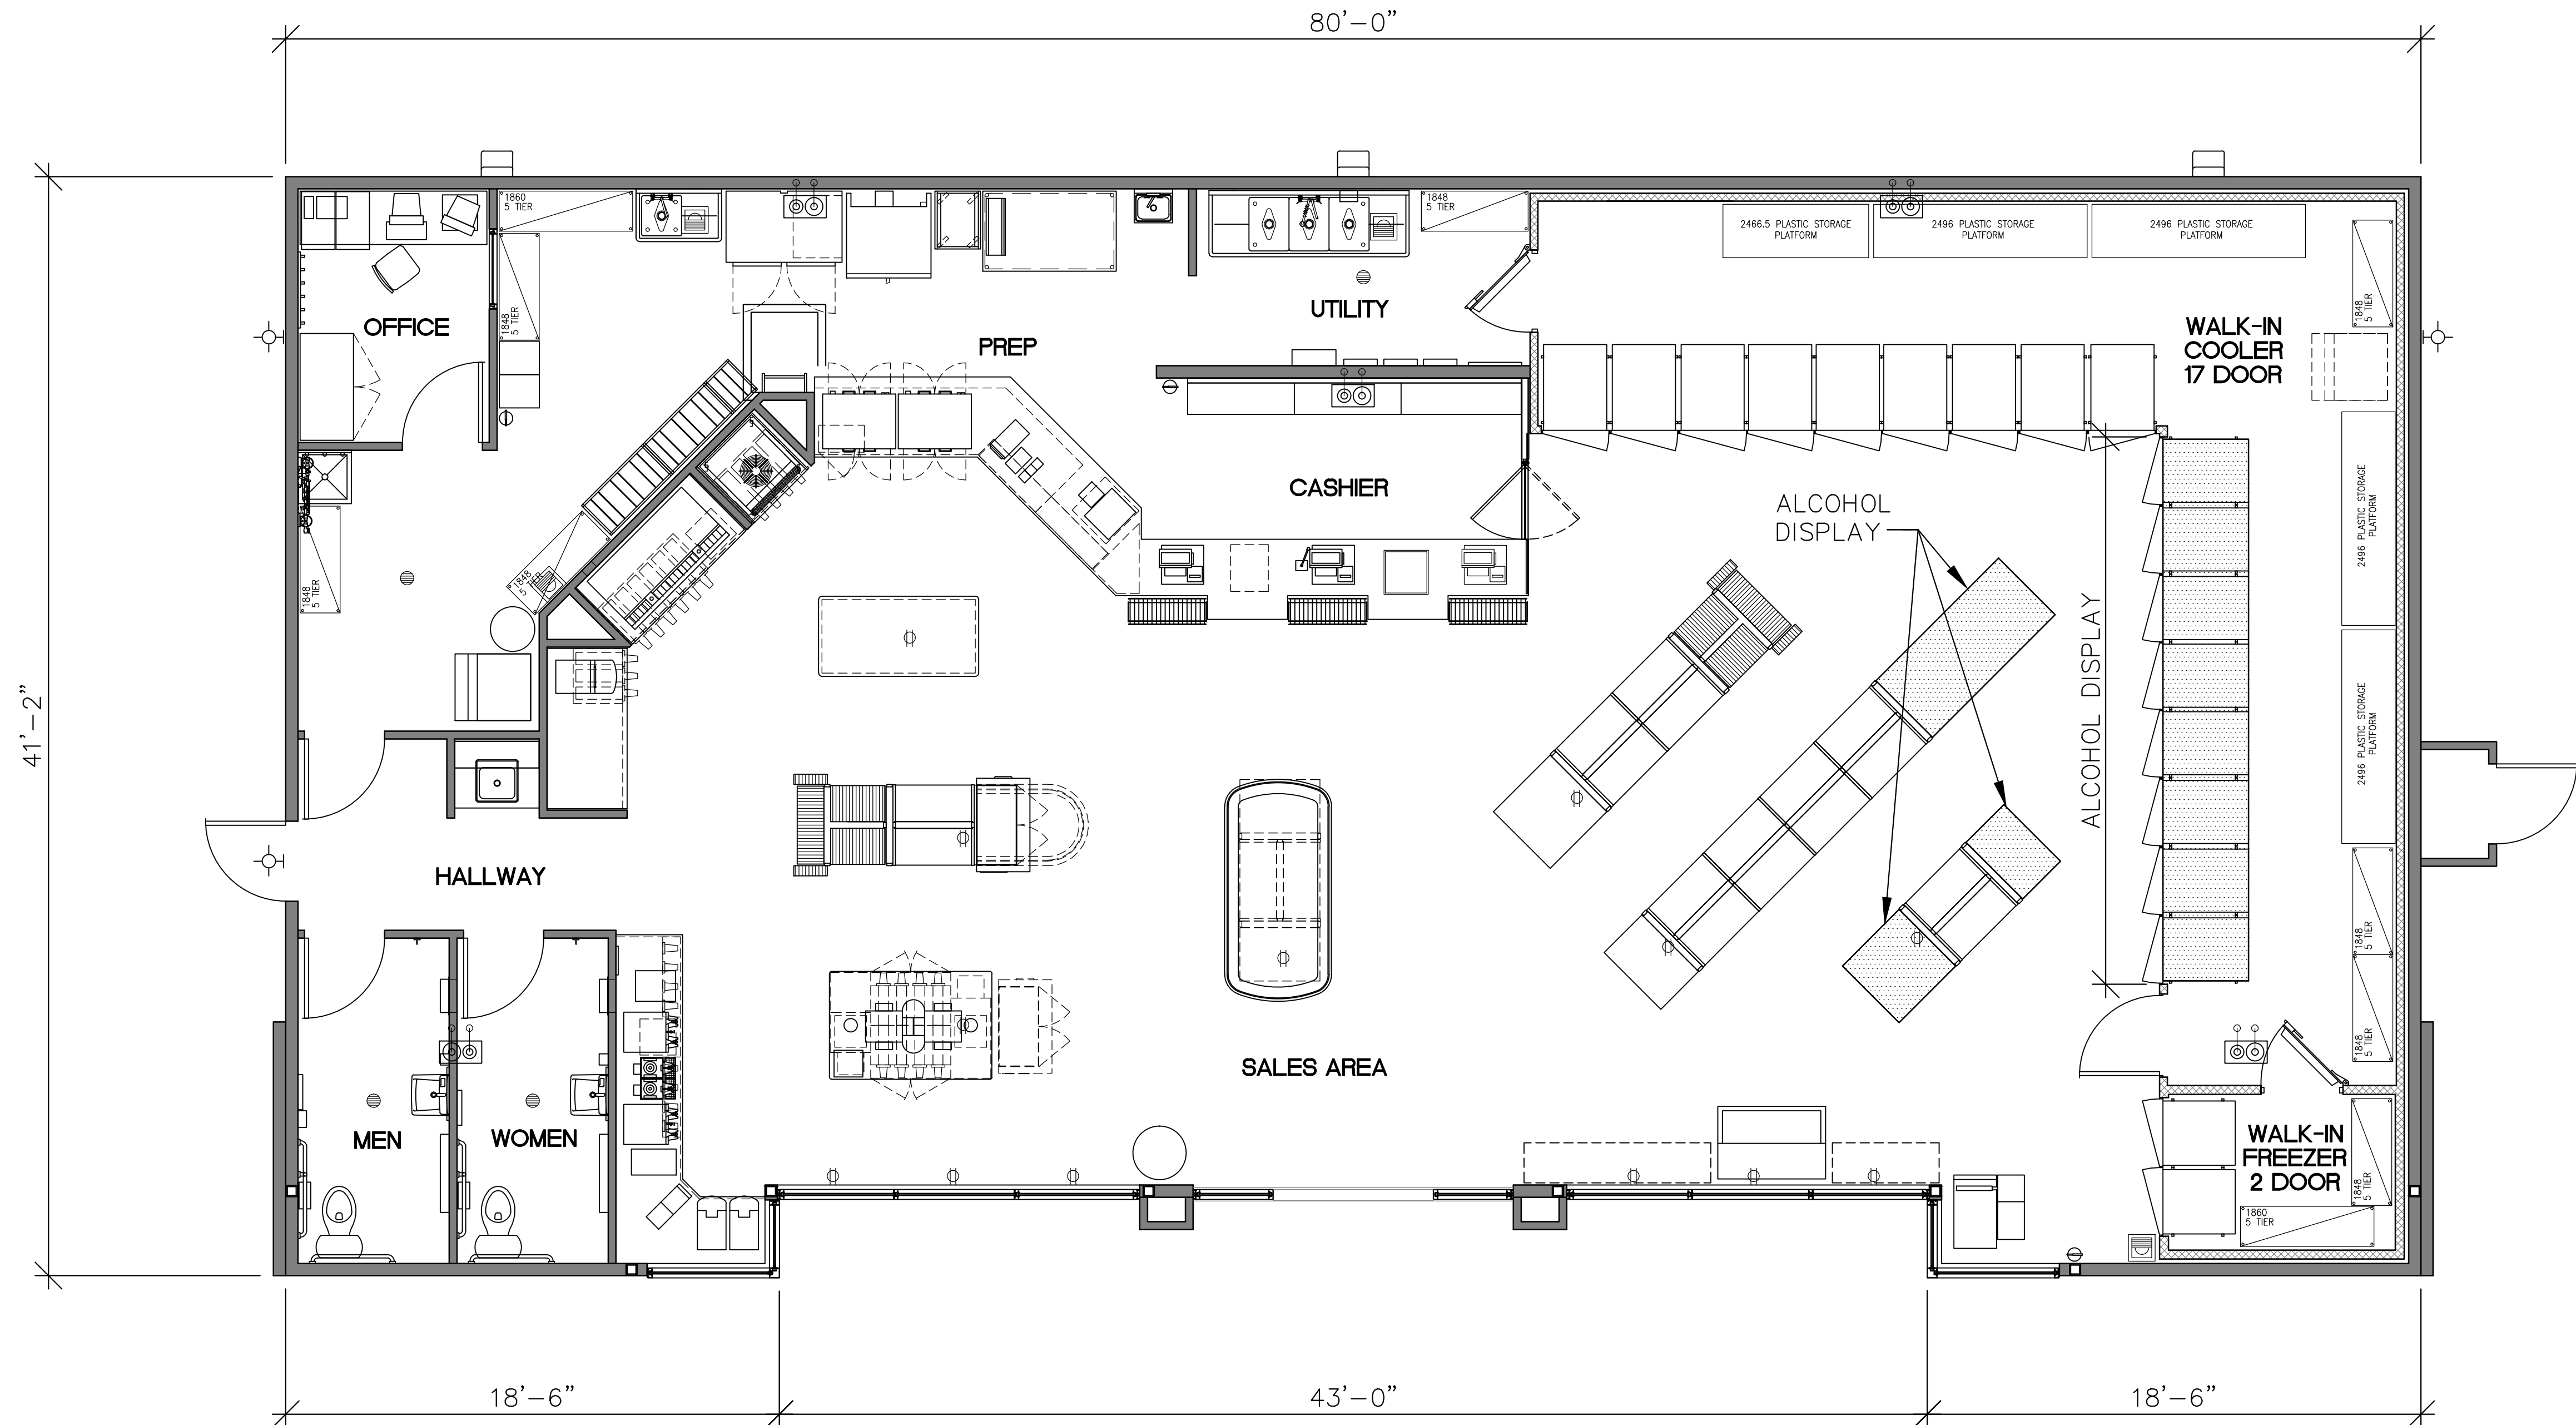 80'-0"
1860
5 TIER
1848
5 TIER
2466.5 PLASTIC STORAGE
PLATFORM
2496 PLASTIC STORAGE
PLATFORM
2496 PLASTIC STORAGE
PLATFORM
1848
5 TIER
1848
5 TIER
OFFICE
UTILITY
PREP
WALK-IN
COOLER
17 DOOR
CASHIER
ALCOHOL
DISPLAY
2496 PLASTIC STORAGE
PLATFORM
1848
5 TIER
1848
5 TIER
ALCOHOL DISPLAY
41'-2"
2496 PLASTIC STORAGE
PLATFORM
HALLWAY
1848
5 TIER
1848
5 TIER
SALES AREA
MEN
WOMEN
WALK-IN
FREEZER
2 DOOR
1848
5 TIER
1860
5 TIER
18'-6"
43'-0"
18'-6"